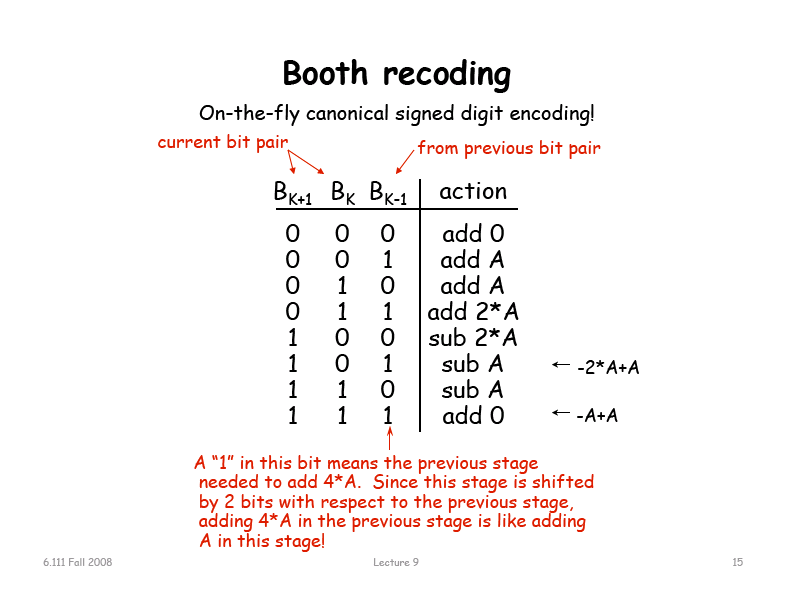 Booth recoding
On-the-fly canonical signed digit encoding!
current bit pair
from previous bit pair
B_{K+1} B_K B_{K-1} action
0 0 0 add 0
0 0 1 add A
0 1 0 add A
0 1 1 add 2*A
1 0 0 sub 2*A
1 0 1 sub A ← -2*A+A
1 1 0 sub A
1 1 1 add 0 ← -A+A
A “1” in this bit means the previous stage
needed to add 4*A. Since this stage is shifted
by 2 bits with respect to the previous stage,
adding 4*A in the previous stage is like adding
A in this stage!
6.111 Fall 2008 Lecture 9 15